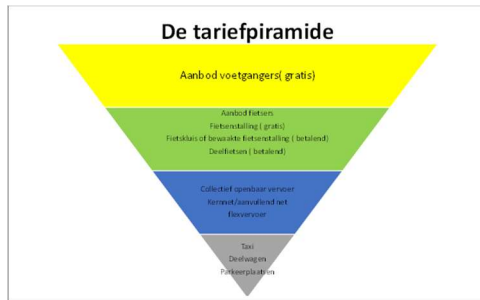 De tariefpiramide
Aanbod voetgangers( gratis)
Aanbod fietsers
Fietsenstalling ( gratis)
Fietskluis of bewaakte fietsenstalling ( betalend)
Deelfietsen ( betalend)
Collectief openbaar vervoer
Kernnet/aanvullend net
flexvervoer
Taxi
Deelwagen
Parkeerplaatsen